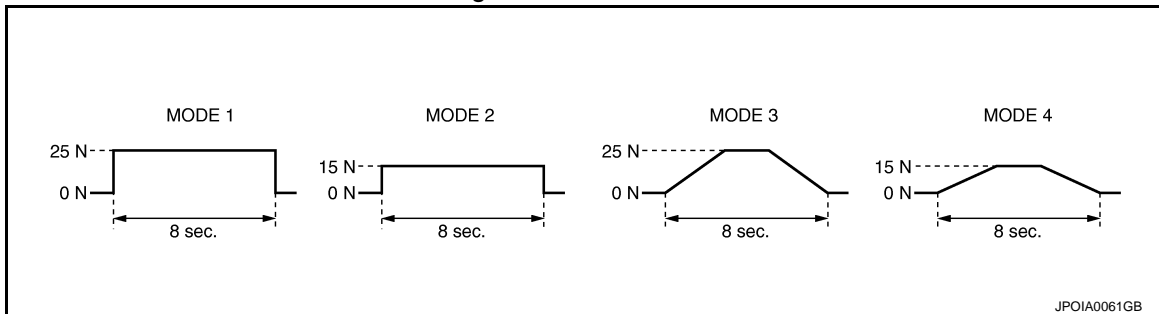 MODE 1 MODE 2 MODE 3 MODE 4
25 N 15 N 25 N 15 N
0 N 0 N 0 N 0 N
8 sec. 8 sec. 8 sec. 8 sec.
JPOIA0061GB